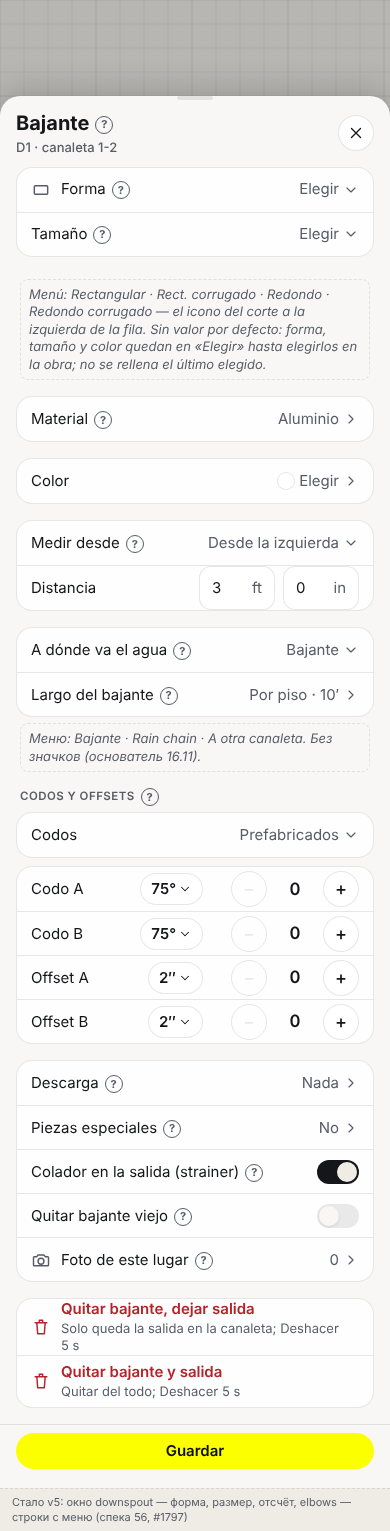 Bajante ?
D1 · canaleta 1-2
Forma ? Elegir
Tamaño ? Elegir
Menú: Rectangular · Rect. corrugado · Redondo ·
Redondo corrugado — el icono del corte a la
izquierda de la fila. Sin valor por defecto: forma,
tamaño y color quedan en «Elegir» hasta elegirlos en
la obra; no se rellena el último elegido.
Material ? Aluminio
Color Elegir
Medir desde ? Desde la izquierda
Distancia 3 ft 0 in
A dónde va el agua ? Bajante
Largo del bajante ? Por piso · 10′
Меню: Bajante · Rain chain · A otra canaleta. Без
значков (основатель 16.11).
CODOS Y OFFSETS ?
Codos Prefabricados
Codo A 75° − 0 +
Codo B 75° − 0 +
Offset A 2″ − 0 +
Offset B 2″ − 0 +
Descarga ? Nada
Piezas especiales ? No
Colador en la salida (strainer) ?
Quitar bajante viejo ?
Foto de este lugar ? 0
Quitar bajante, dejar salida
Solo queda la salida en la canaleta; Deshacer
5 s
Quitar bajante y salida
Quitar del todo; Deshacer 5 s
Guardar
Стало v5: окно downspout — форма, размер, отсчёт, elbows —
строки с меню (спека 56, #1797)